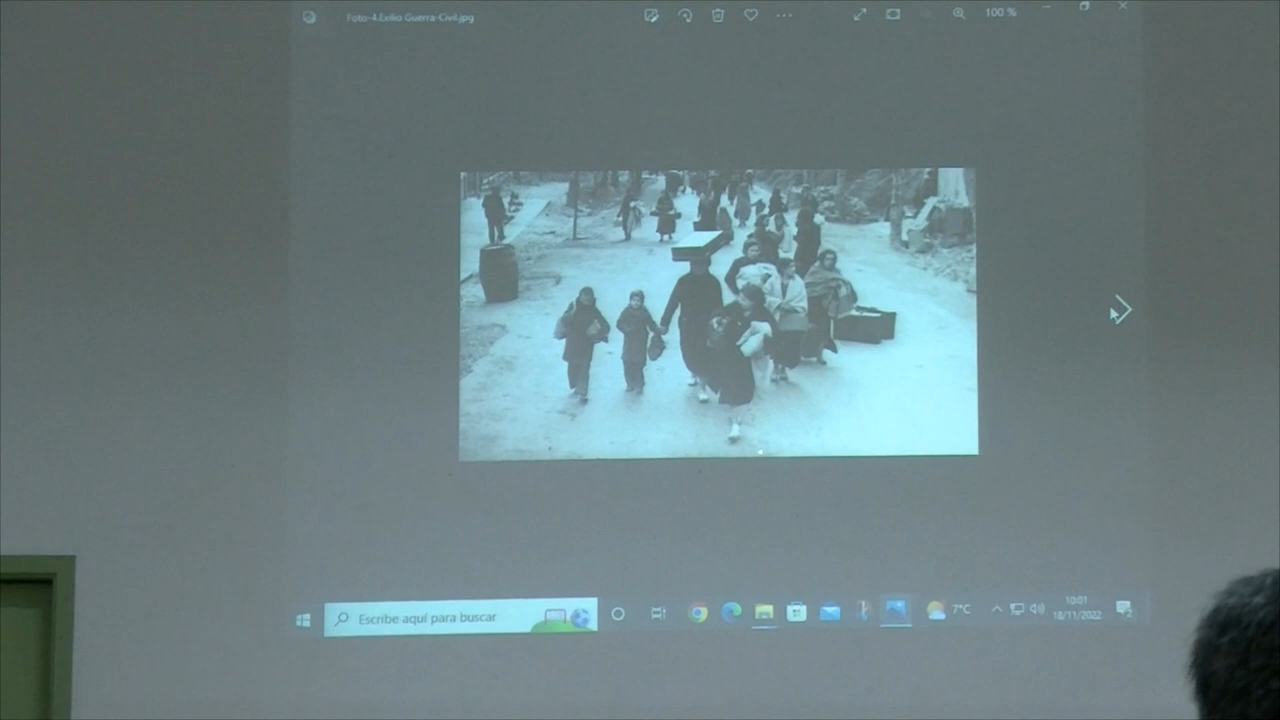 Foto-4.Exilio Guerra-Civil.jpg
100 %
Escribe aquí para buscar
7°C
10:01
18/11/2022